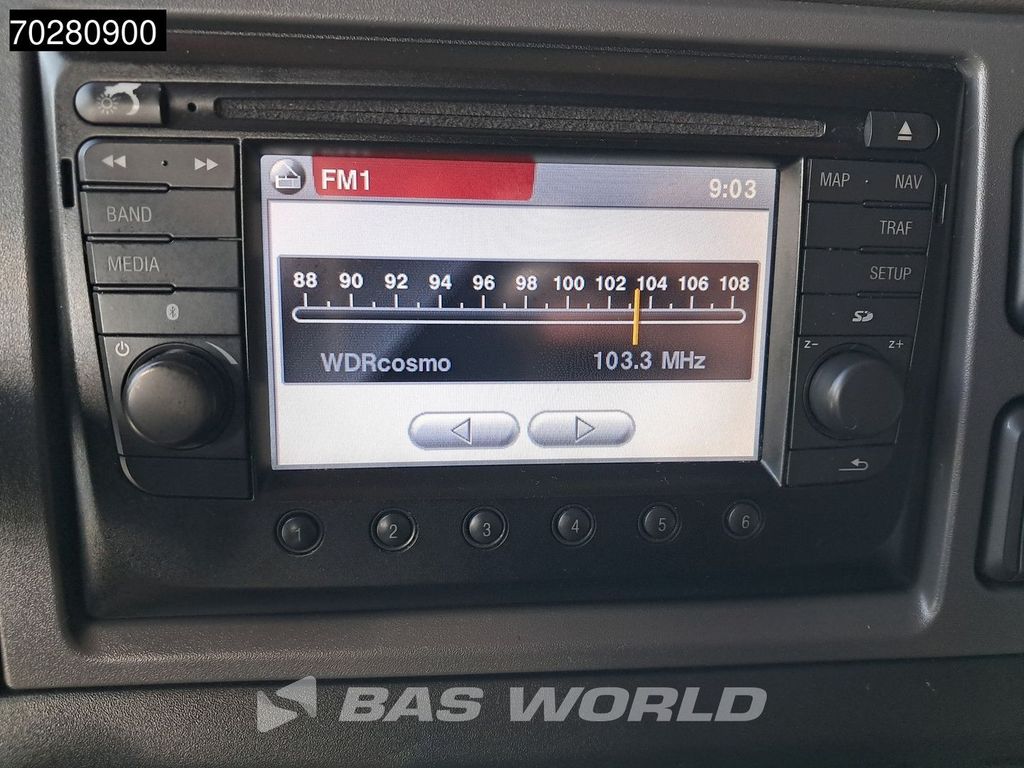 70280900
FM1
9:03
MAP · NAV
BAND
TRAF
MEDIA
SETUP
88 90 92 94 96 98 100 102 104 106 108
SD
z- z+
WDRcosmo 103.3 MHz
1 2 3 4 5 6
BAS WORLD